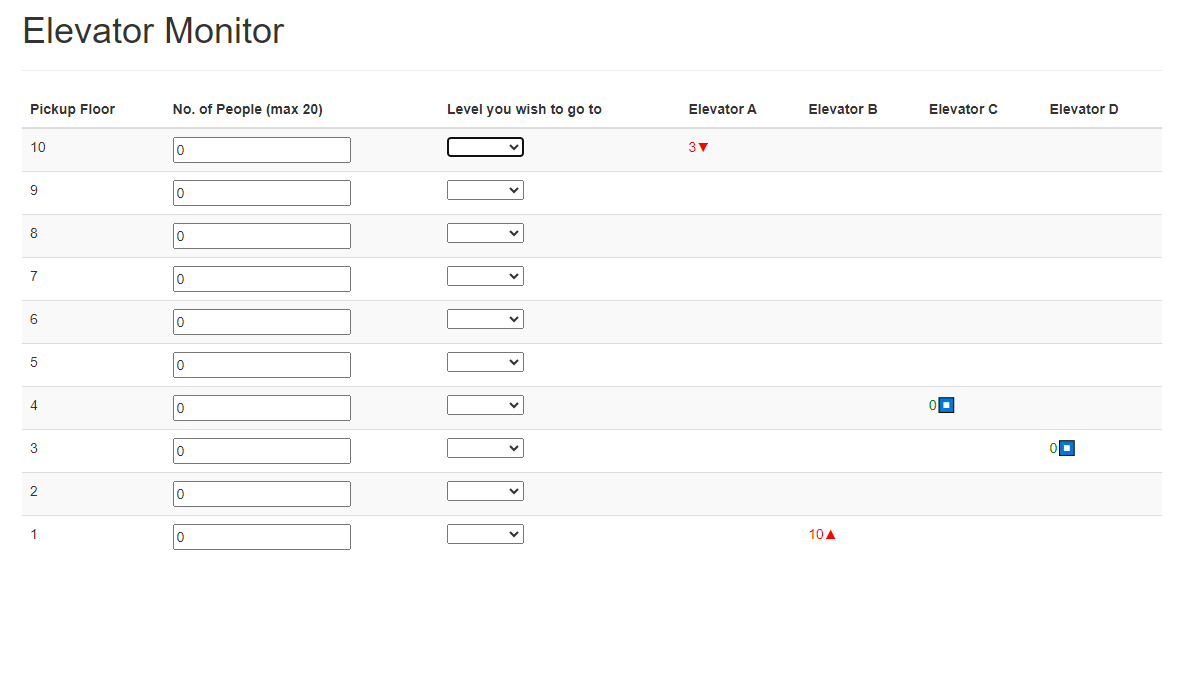 Elevator Monitor
Pickup Floor No. of People (max 20) Level you wish to go to Elevator A Elevator B Elevator C Elevator D
10 0 3▼
9 0
8 0
7 0
6 0
5 0
4 0 0
3 0 0
2 0
1 0 10▲